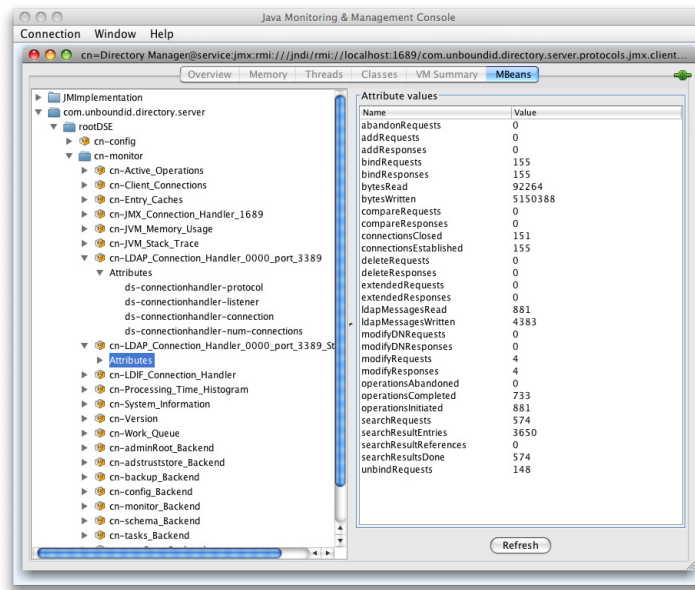 Java Monitoring & Management Console
Connection Window Help
cn=Directory Manager@service:jmx:rmi:///jndi/rmi://localhost:1689/com.unboundid.directory.server.protocols.jmx.client...
Overview Memory Threads Classes VM Summary MBeans
JMImplementation
com.unboundid.directory.server
rootDSE
cn-config
cn-monitor
cn-Active_Operations
cn-Client_Connections
cn-Entry_Caches
cn-JMX_Connection_Handler_1689
cn-JVM_Memory_Usage
cn-JVM_Stack_Trace
cn-LDAP_Connection_Handler_0000_port_3389
Attributes
ds-connectionhandler-protocol
ds-connectionhandler-listener
ds-connectionhandler-connection
ds-connectionhandler-num-connections
cn-LDAP_Connection_Handler_0000_port_3389_St
Attributes
cn-LDIF_Connection_Handler
cn-Processing_Time_Histogram
cn-System_Information
cn-Version
cn-Work_Queue
cn-adminRoot_Backend
cn-adstruststore_Backend
cn-backup_Backend
cn-config_Backend
cn-monitor_Backend
cn-schema_Backend
cn-tasks_Backend
Attribute values
Name Value
abandonRequests 0
addRequests 0
addResponses 0
bindRequests 155
bindResponses 155
bytesRead 92264
bytesWritten 5150388
compareRequests 0
compareResponses 0
connectionsClosed 151
connectionsEstablished 155
deleteRequests 0
deleteResponses 0
extendedRequests 0
extendedResponses 0
ldapMessagesRead 881
ldapMessagesWritten 4383
modifyDNRequests 0
modifyDNResponses 0
modifyRequests 4
modifyResponses 4
operationsAbandoned 0
operationsCompleted 733
operationsInitiated 881
searchRequests 574
searchResultEntries 3650
searchResultReferences 0
searchResultsDone 574
unbindRequests 148
Refresh